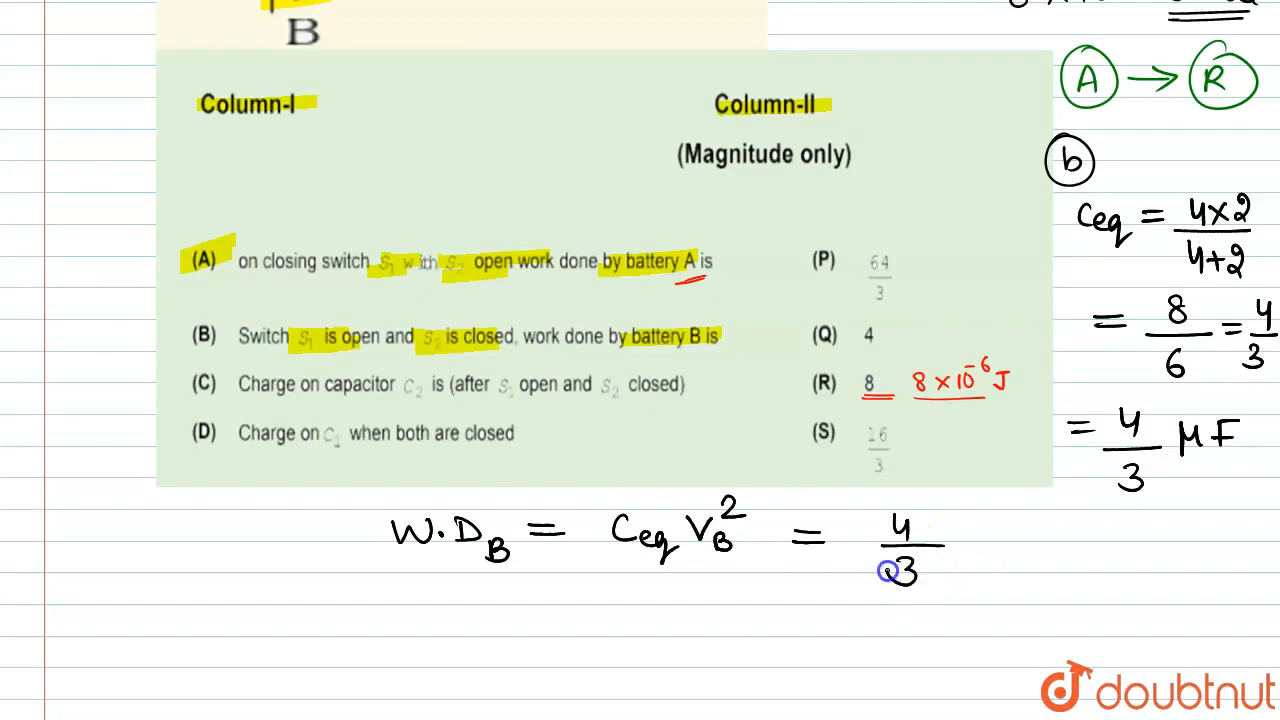 B
Column-I Column-II
(Magnitude only)
(A) on closing switch S₁ with S₂ open work done by battery A is (P) 64/3
(B) Switch S₁ is open and S₂ is closed, work done by battery B is (Q) 4
(C) Charge on capacitor C₂ is (after S₁ open and S₂ closed) (R) 8 8 × 10⁻⁶ J
(D) Charge on C₁ when both are closed (S) 16/3
A → R
b
Ceq = 4×2/4+2
= 8/6 = 4/3
= 4/3 μF
W.D_B = Ceq V_B² = 4/3
doubtnut